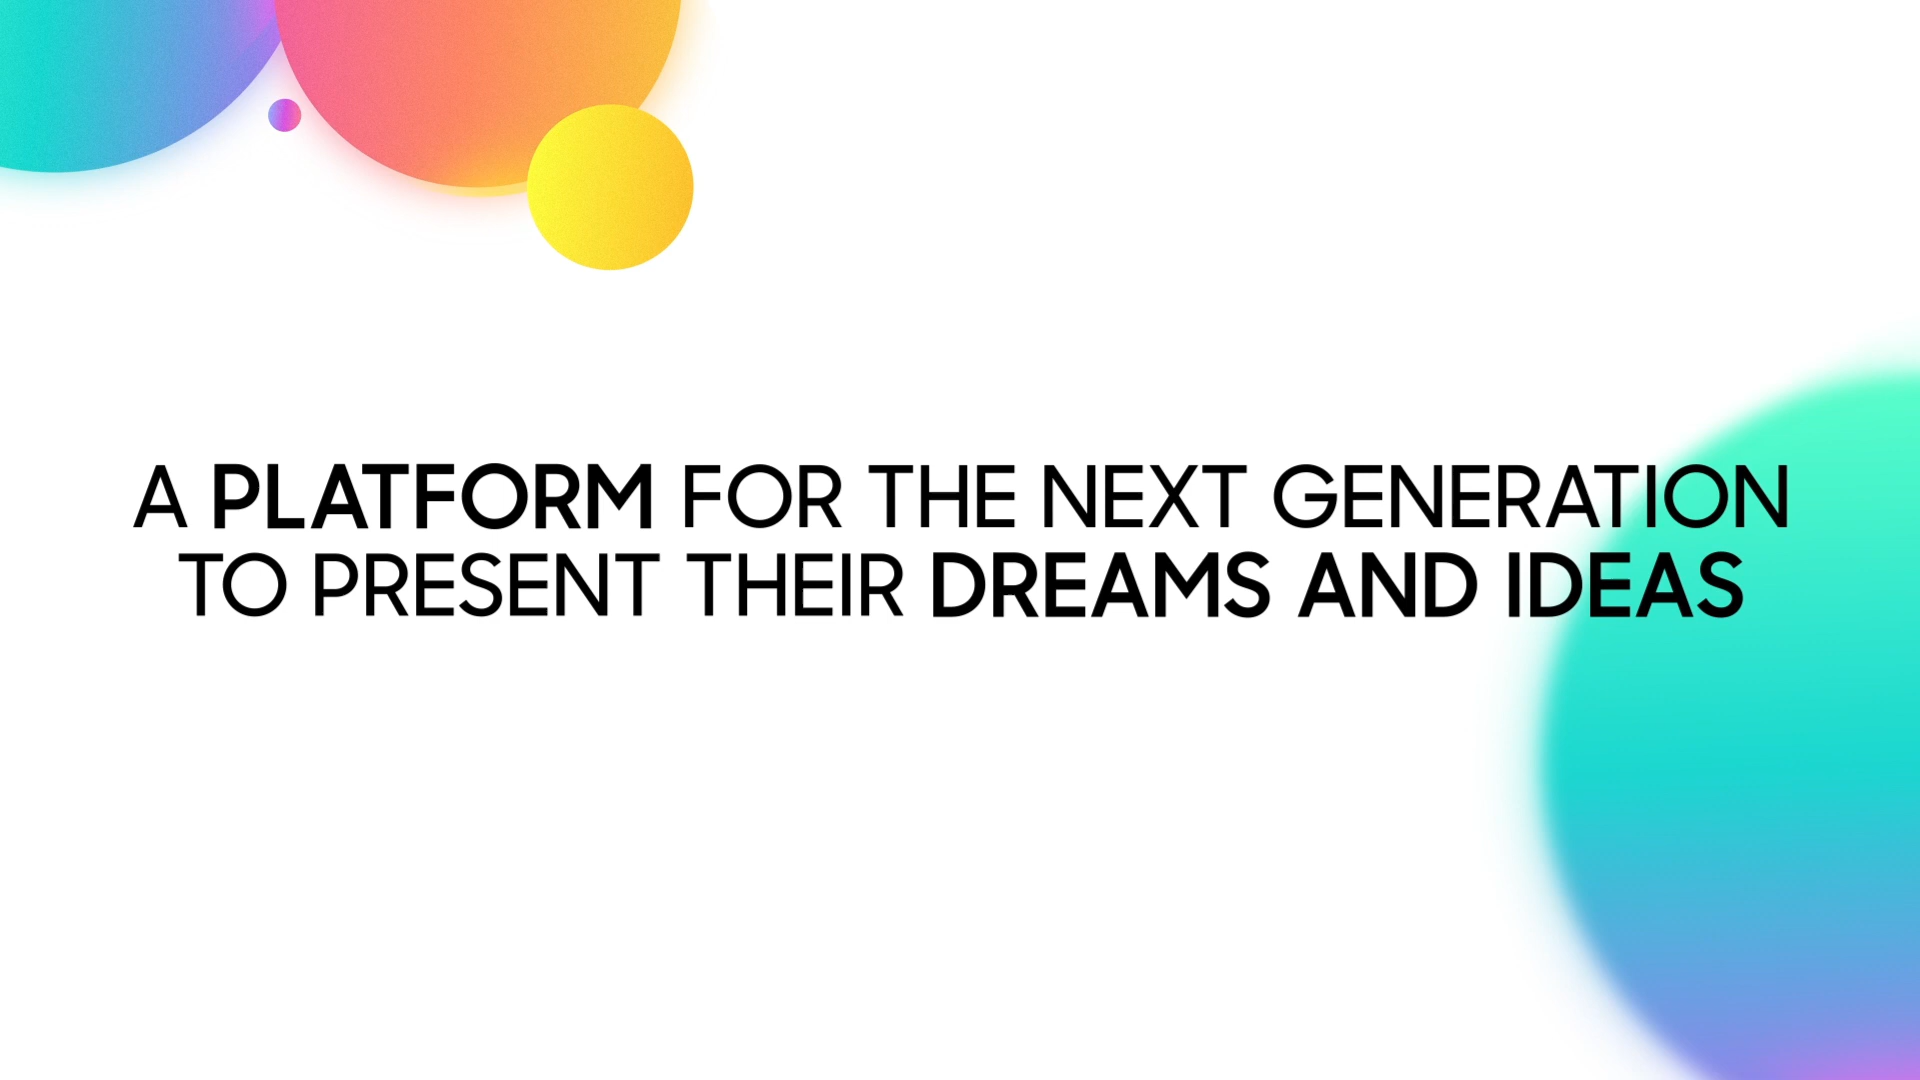 A PLATFORM FOR THE NEXT GENERATION
TO PRESENT THEIR DREAMS AND IDEAS